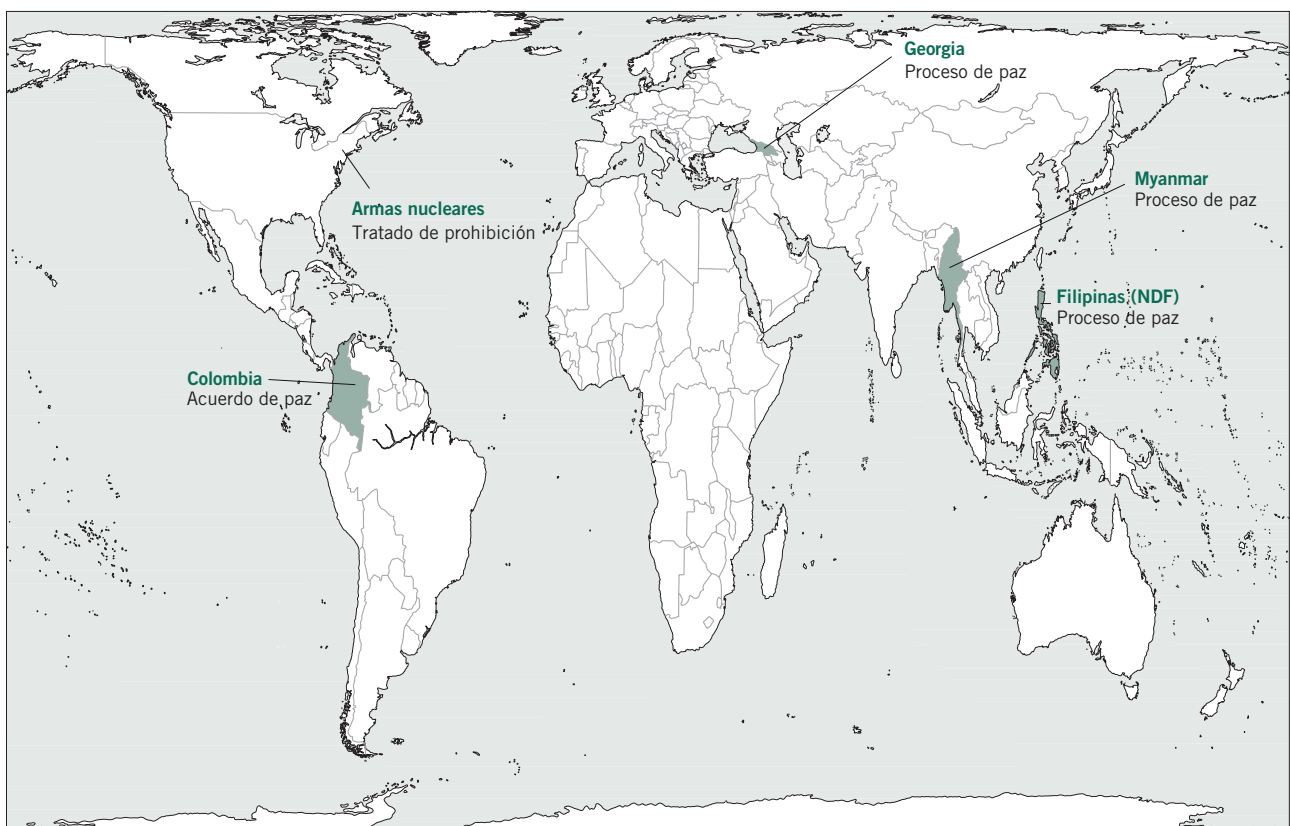 Georgia
Proceso de paz
Myanmar
Proceso de paz
Armas nucleares
Tratado de prohibición
Filipinas (NDF)
Proceso de paz
Colombia
Acuerdo de paz